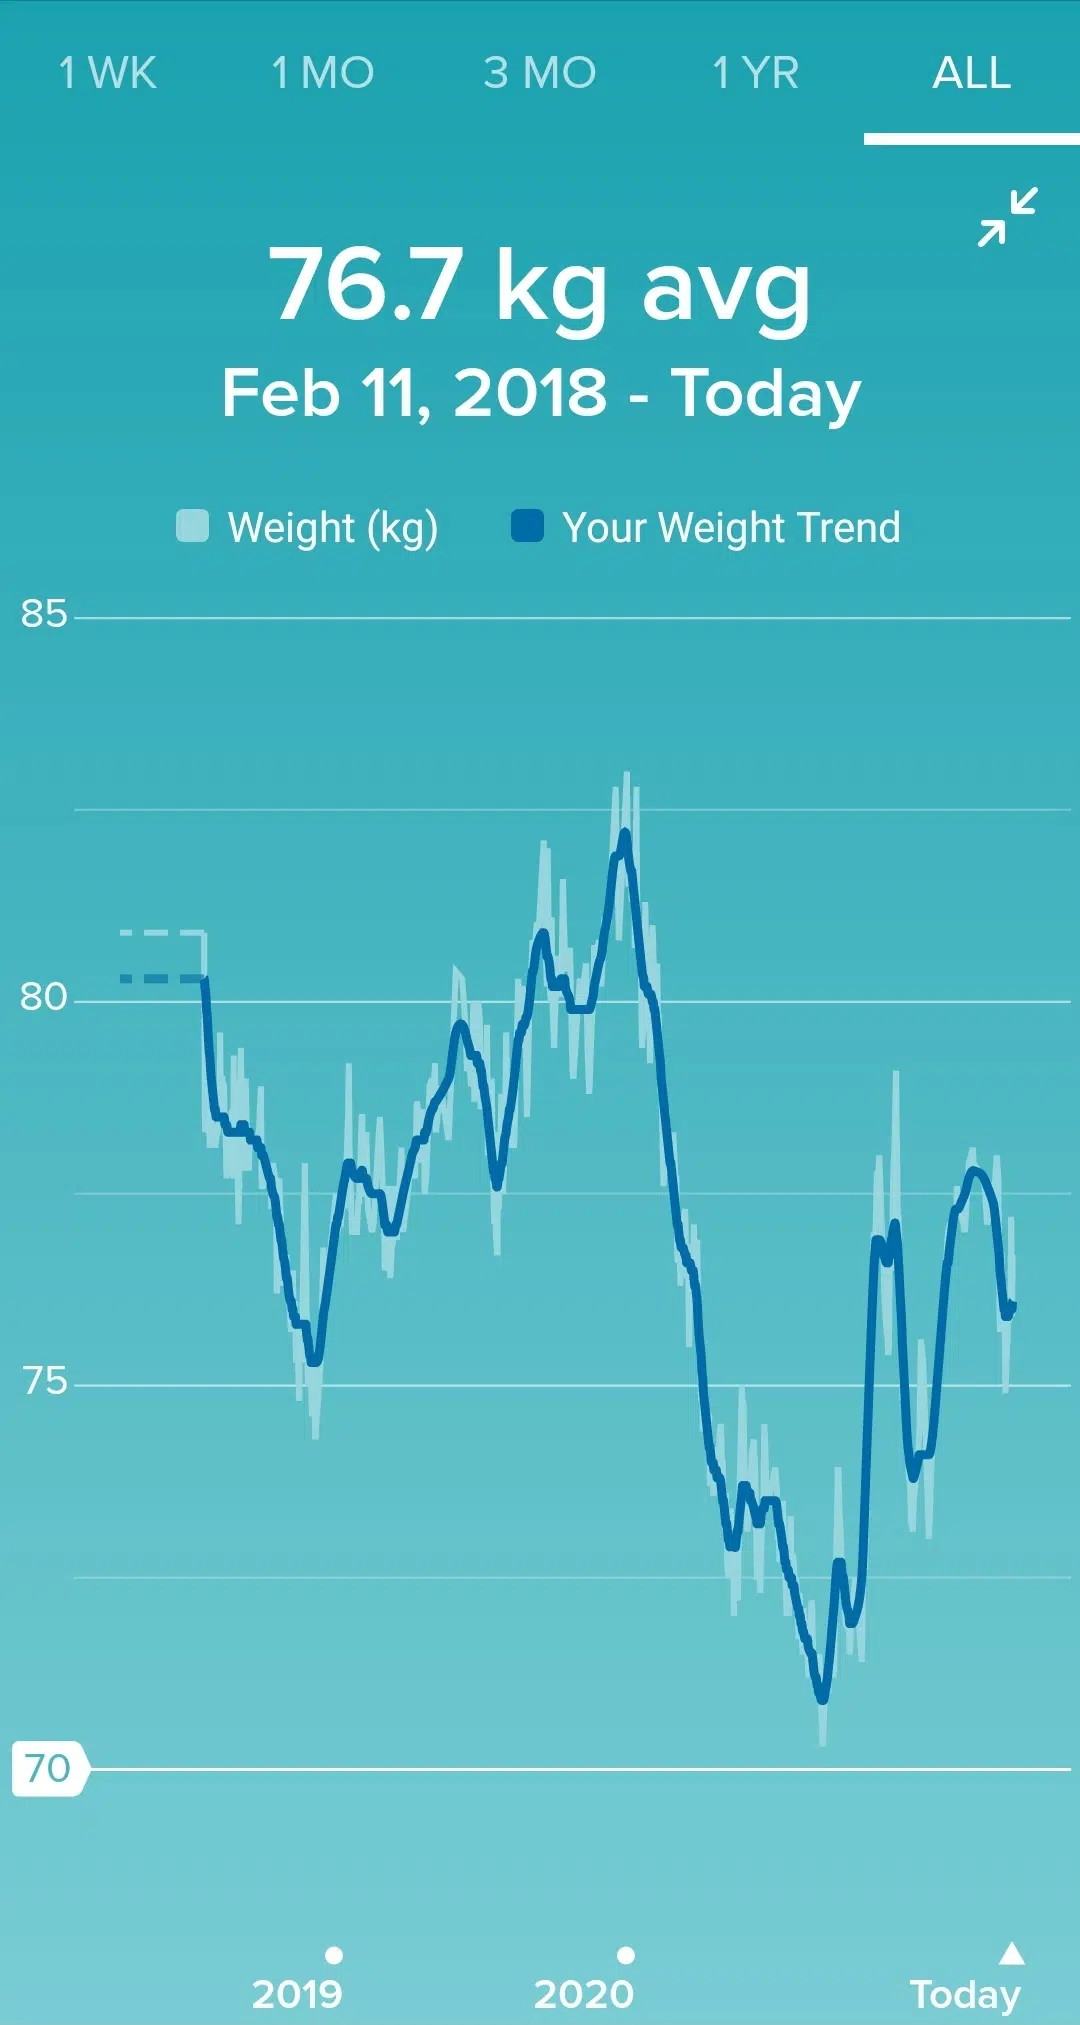 1 WK 1 MO 3 MO 1 YR ALL
76.7 kg avg
Feb 11, 2018 - Today
Weight (kg) Your Weight Trend
85
80
75
70
2019 2020 Today